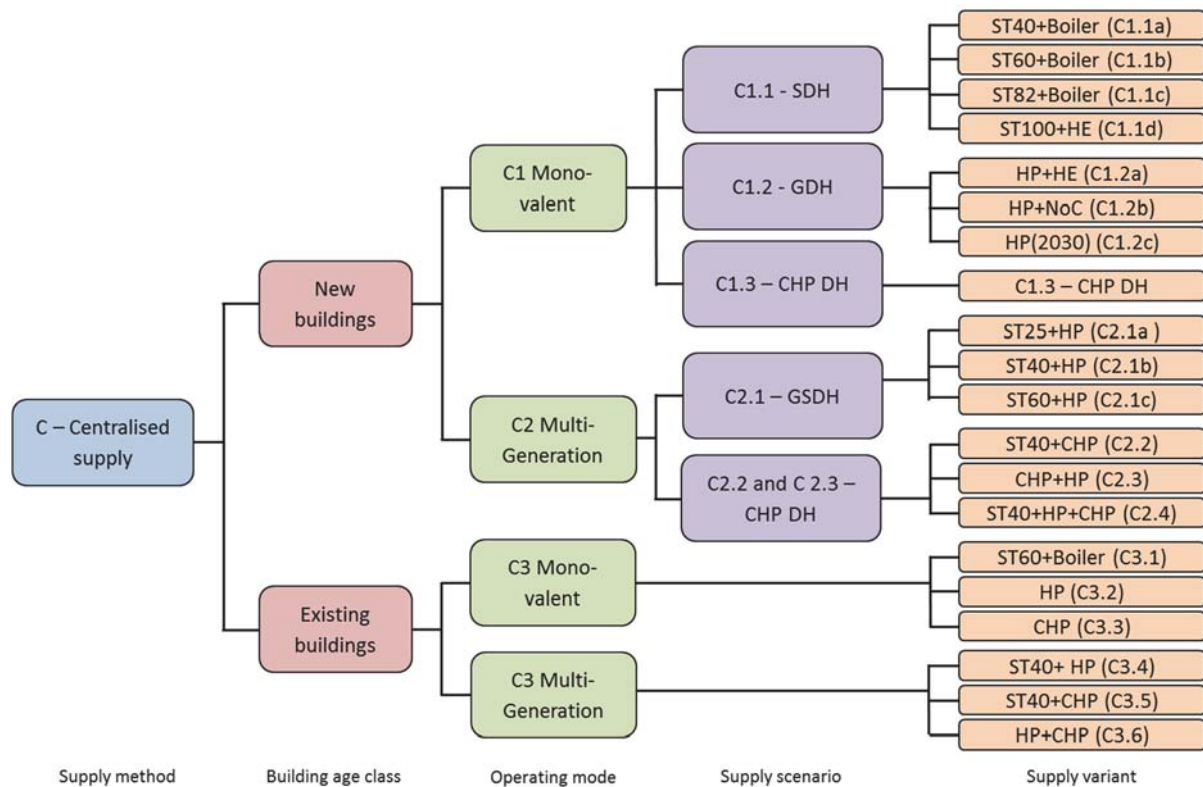 ST40+Boiler (C1.1a)
ST60+Boiler (C1.1b)
C1.1 - SDH
ST82+Boiler (C1.1c)
ST100+HE (C1.1d)
C1 Mono-
valent
C1.2 - GDH
HP+HE (C1.2a)
HP+NoC (C1.2b)
HP(2030) (C1.2c)
New
buildings
C1.3 – CHP DH
C1.3 – CHP DH
ST25+HP (C2.1a )
C2.1 – GSDH
ST40+HP (C2.1b)
ST60+HP (C2.1c)
C – Centralised
supply
C2 Multi-
Generation
C2.2 and C 2.3 –
CHP DH
ST40+CHP (C2.2)
CHP+HP (C2.3)
ST40+HP+CHP (C2.4)
Existing
buildings
C3 Mono-
valent
ST60+Boiler (C3.1)
HP (C3.2)
CHP (C3.3)
C3 Multi-
Generation
ST40+ HP (C3.4)
ST40+CHP (C3.5)
HP+CHP (C3.6)
Supply method
Building age class
Operating mode
Supply scenario
Supply variant